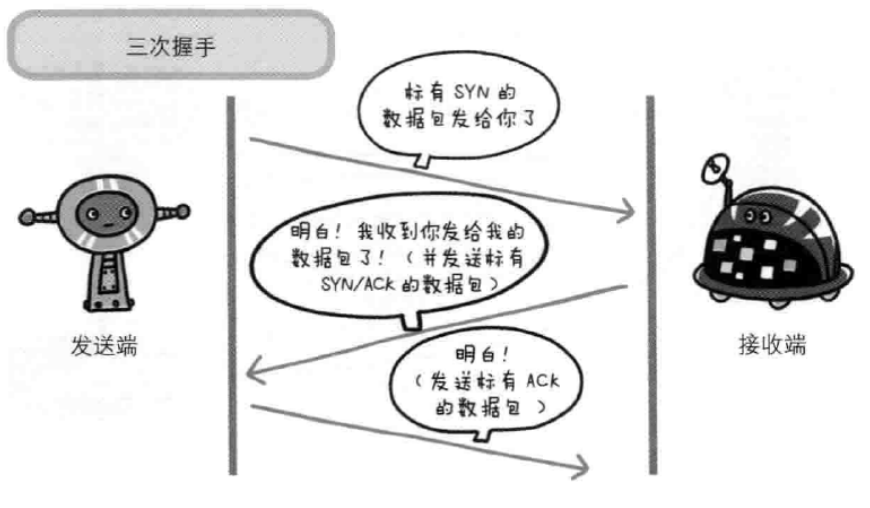 三次握手
标有 SYN 的
数据包发给你了
明白！我收到你发给我的
数据包了！（并发送标有
SYN/ACK 的数据包）
发送端
接收端
明白！
（发送标有 ACK
的数据包）